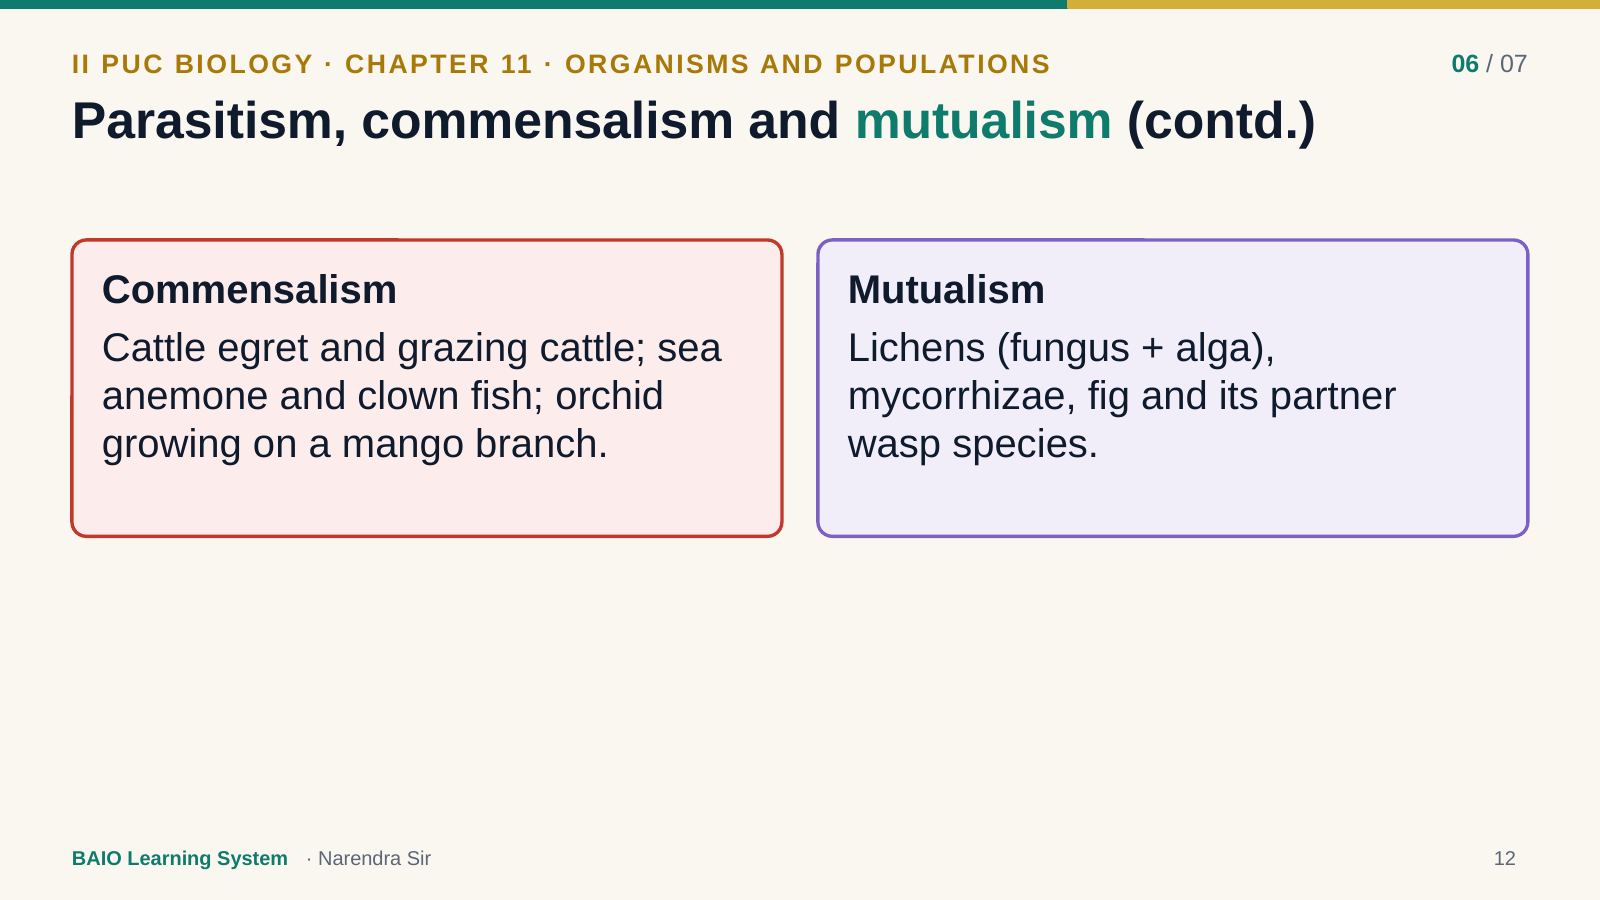 II PUC BIOLOGY · CHAPTER 11 · ORGANISMS AND POPULATIONS
06 / 07
Parasitism, commensalism and mutualism (contd.)
Commensalism
Cattle egret and grazing cattle; sea
anemone and clown fish; orchid
growing on a mango branch.
Mutualism
Lichens (fungus + alga),
mycorrhizae, fig and its partner
wasp species.
BAIO Learning System · Narendra Sir
12